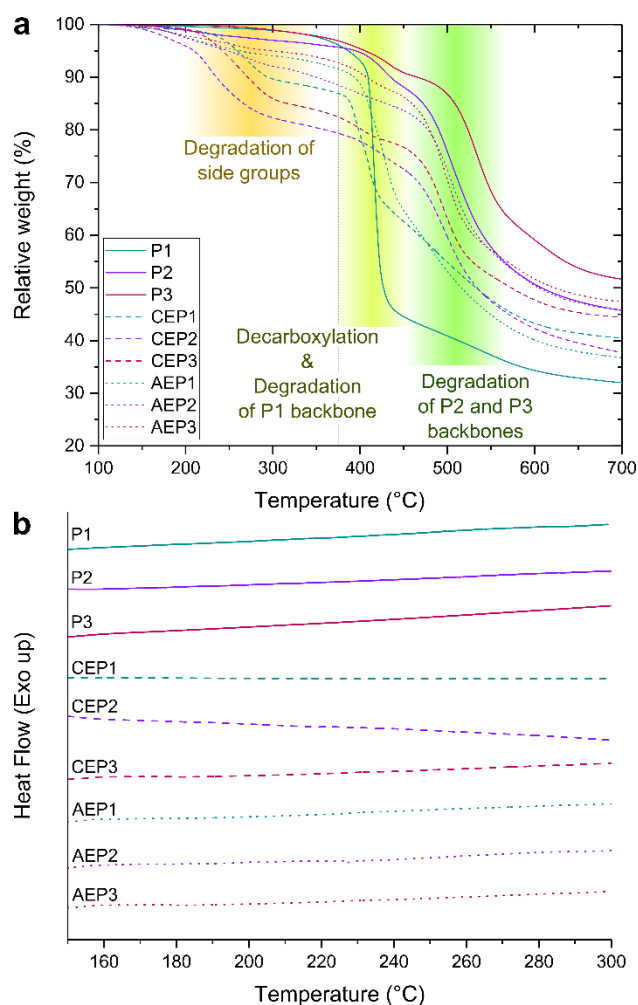 a
100
90
80
70
60
50
40
30
20
Relative weight (%)
Degradation of
side groups
P1
P2
P3
CEP1
CEP2
CEP3
AEP1
AEP2
AEP3
Decarboxylation
&
Degradation
of P1 backbone
Degradation
of P2 and P3
backbones
100 200 300 400 500 600 700
Temperature (°C)
b
Heat Flow (Exo up)
P1
P2
P3
CEP1
CEP2
CEP3
AEP1
AEP2
AEP3
160 180 200 220 240 260 280 300
Temperature (°C)